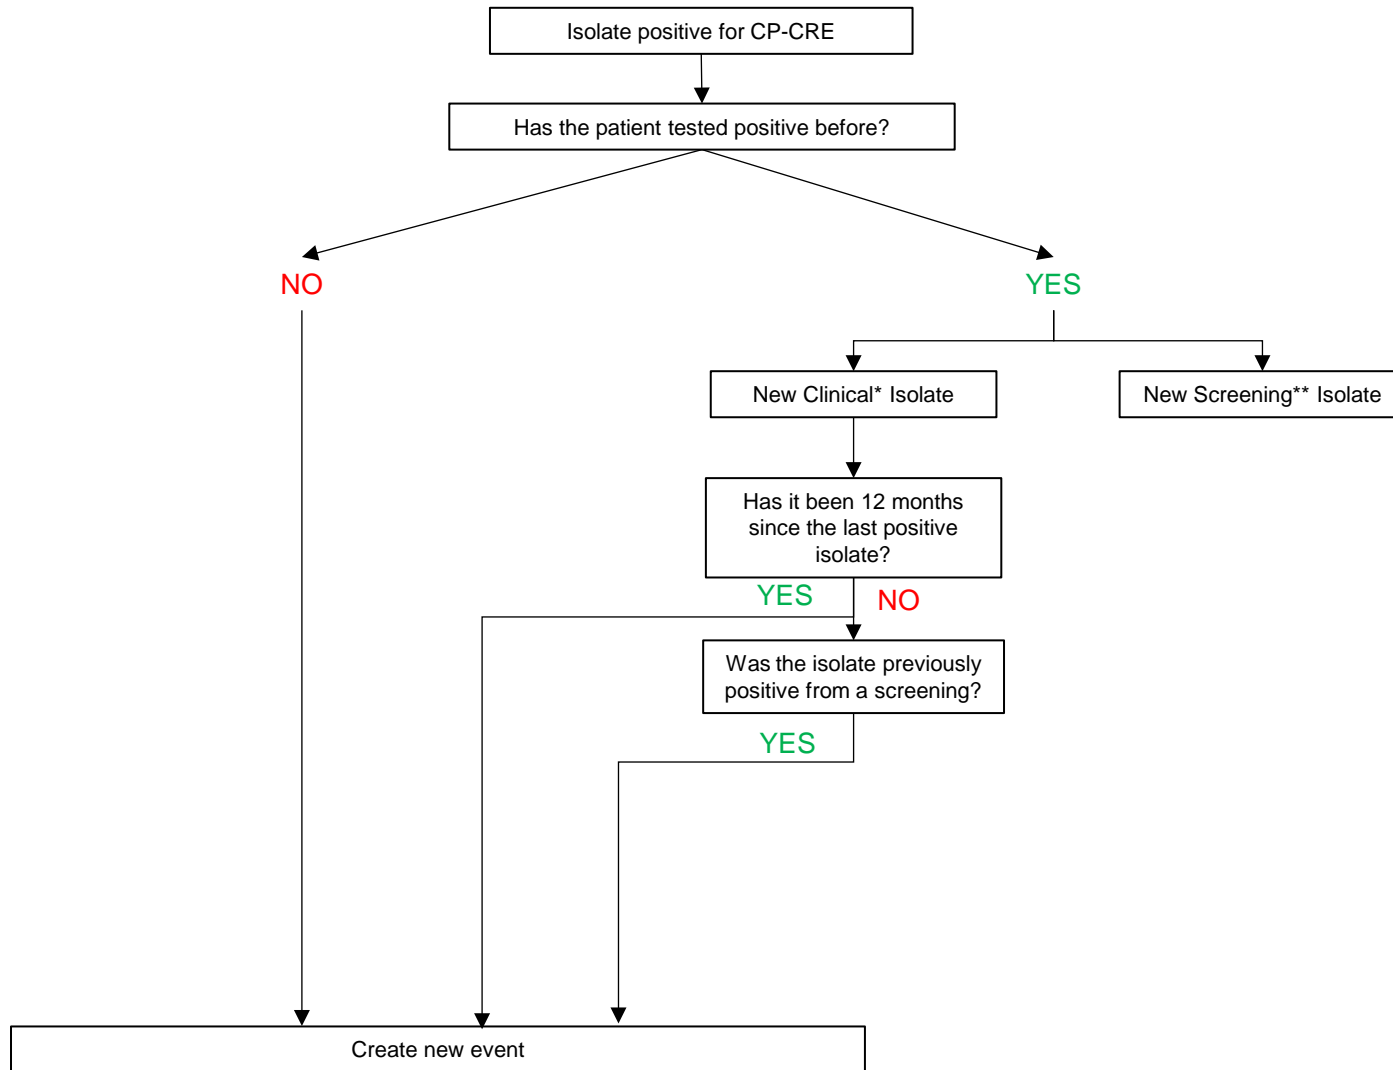 Isolate positive for CP-CRE
Has the patient tested positive before?
NO
YES
New Clinical* Isolate
New Screening** Isolate
Has it been 12 months
since the last positive
isolate?
YES
NO
Was the isolate previously
positive from a screening?
YES
Create new event